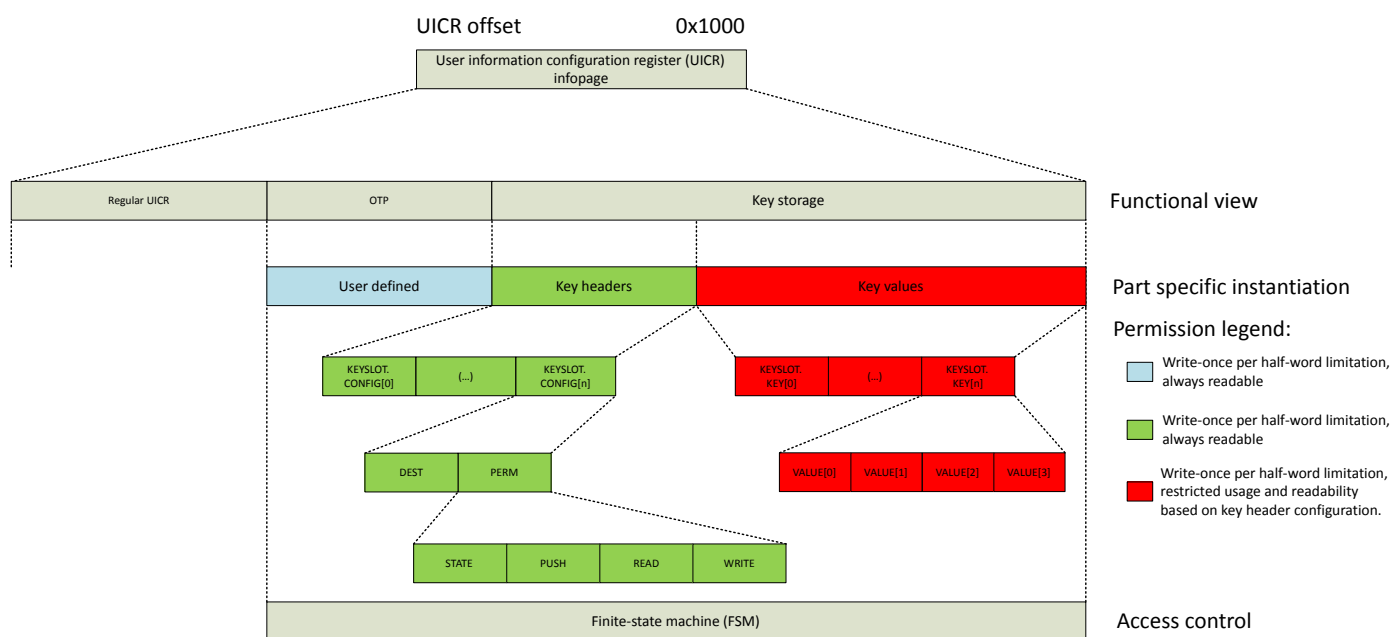 UICR offset 0x1000
User information configuration register (UICR)
infopage
Regular UICR OTP Key storage Functional view
User defined Key headers Key values Part specific instantiation
Permission legend:
KEYSLOT.
CONFIG[0]
(...)
KEYSLOT.
CONFIG[n]
KEYSLOT.
KEY[0]
(...)
KEYSLOT.
KEY[n]
Write-once per half-word limitation,
always readable
Write-once per half-word limitation,
always readable
DEST PERM VALUE[0] VALUE[1] VALUE[2] VALUE[3]
Write-once per half-word limitation,
restricted usage and readability
based on key header configuration.
STATE PUSH READ WRITE
Finite-state machine (FSM) Access control